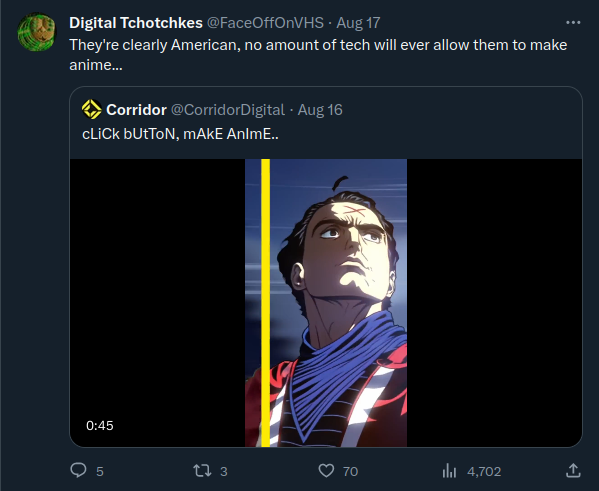 Digital Tchotchkes @FaceOffOnVHS · Aug 17
They're clearly American, no amount of tech will ever allow them to make
anime...
Corridor @CorridorDigital · Aug 16
cLiCk bUtToN, mAkE AnImE..
0:45
5 3 70 4,702